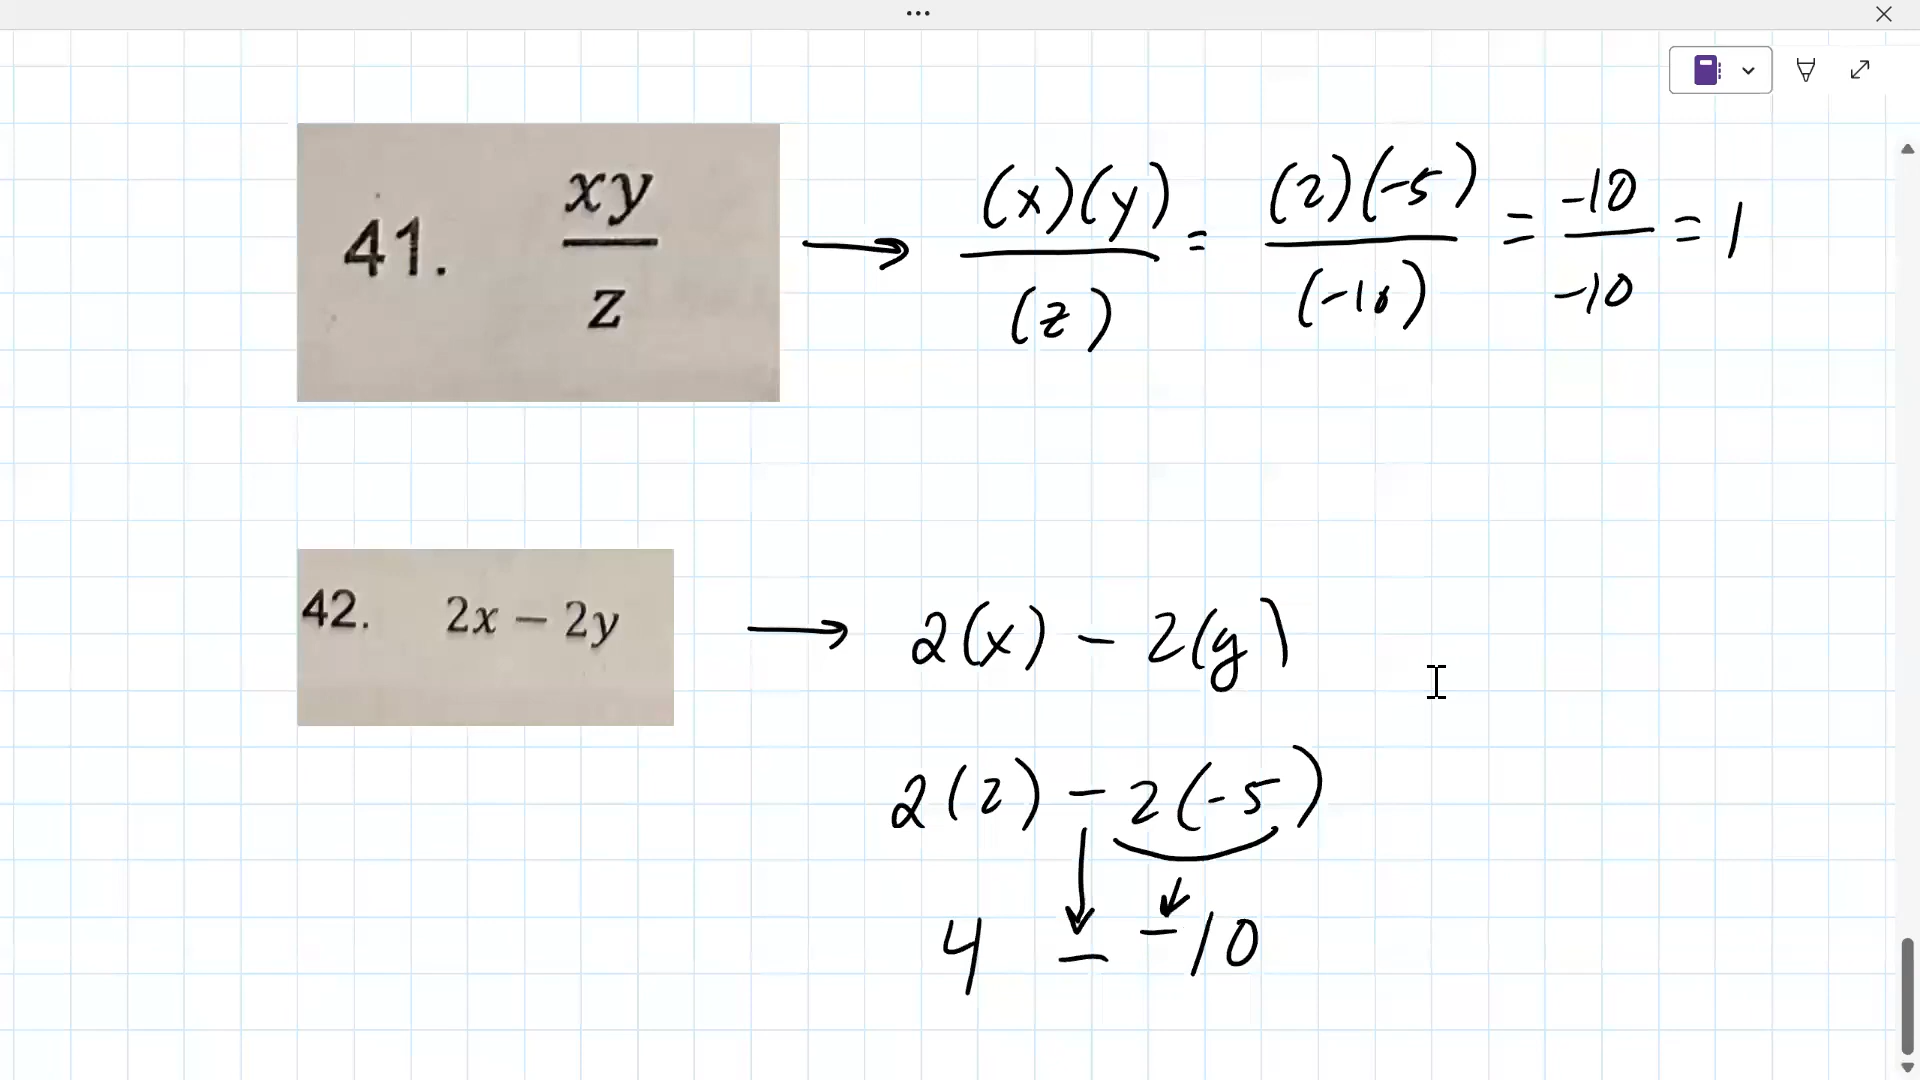 41. xy/z → (x)(y)/(z) = (2)(-5)/(-10) = -10/-10 = 1
42. 2x − 2y → 2(x) − 2(y)
2(2) − 2(-5)
4 − -10